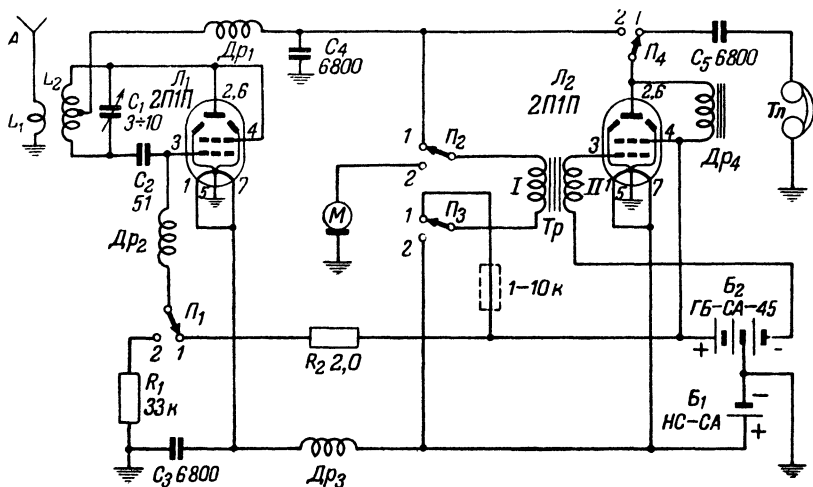 A
L₁
L₂
C₁
3÷10
C₂
51
Др₁
C₄
6800
Л₁
2П1П
2,6
3
4
1
5
7
Др₂
П₁
2
1
R₁
33к
C₃ 6800
R₂ 2,0
Др₃
1
П₂
2
М
1
П₃
2
I
II
Тр
1–10к
Л₂
2П1П
2
1
П₄
2,6
3
4
1
5
7
C₅ 6800
Др₄
Тл
Б₂
ГБ-СА-45
+
-
Б₁
НС-СА
-
+